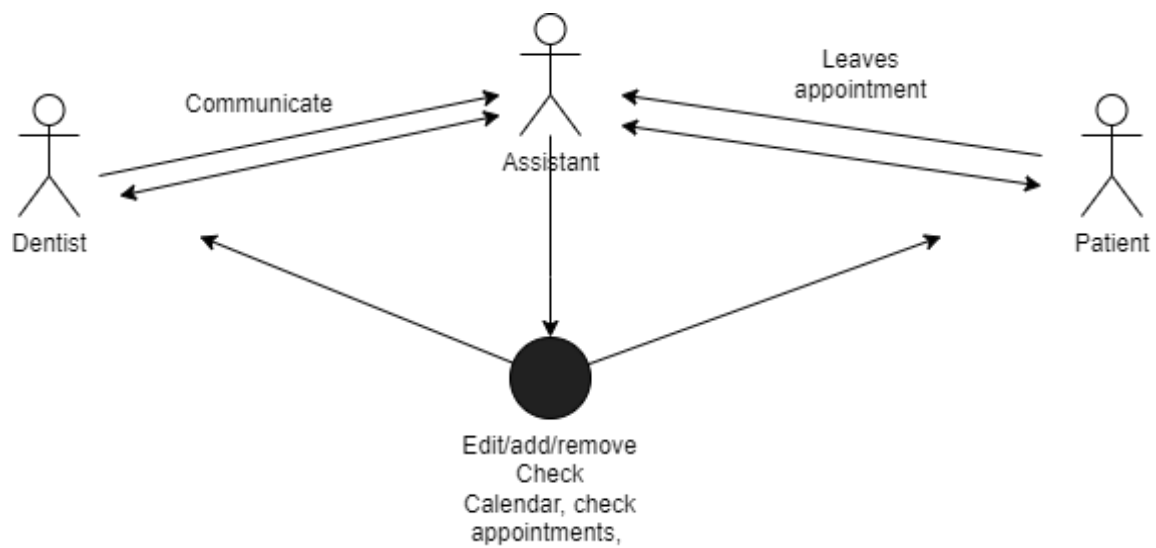 Leaves
appointment
Communicate
Assistant
Dentist
Patient
Edit/add/remove
Check
Calendar, check
appointments,